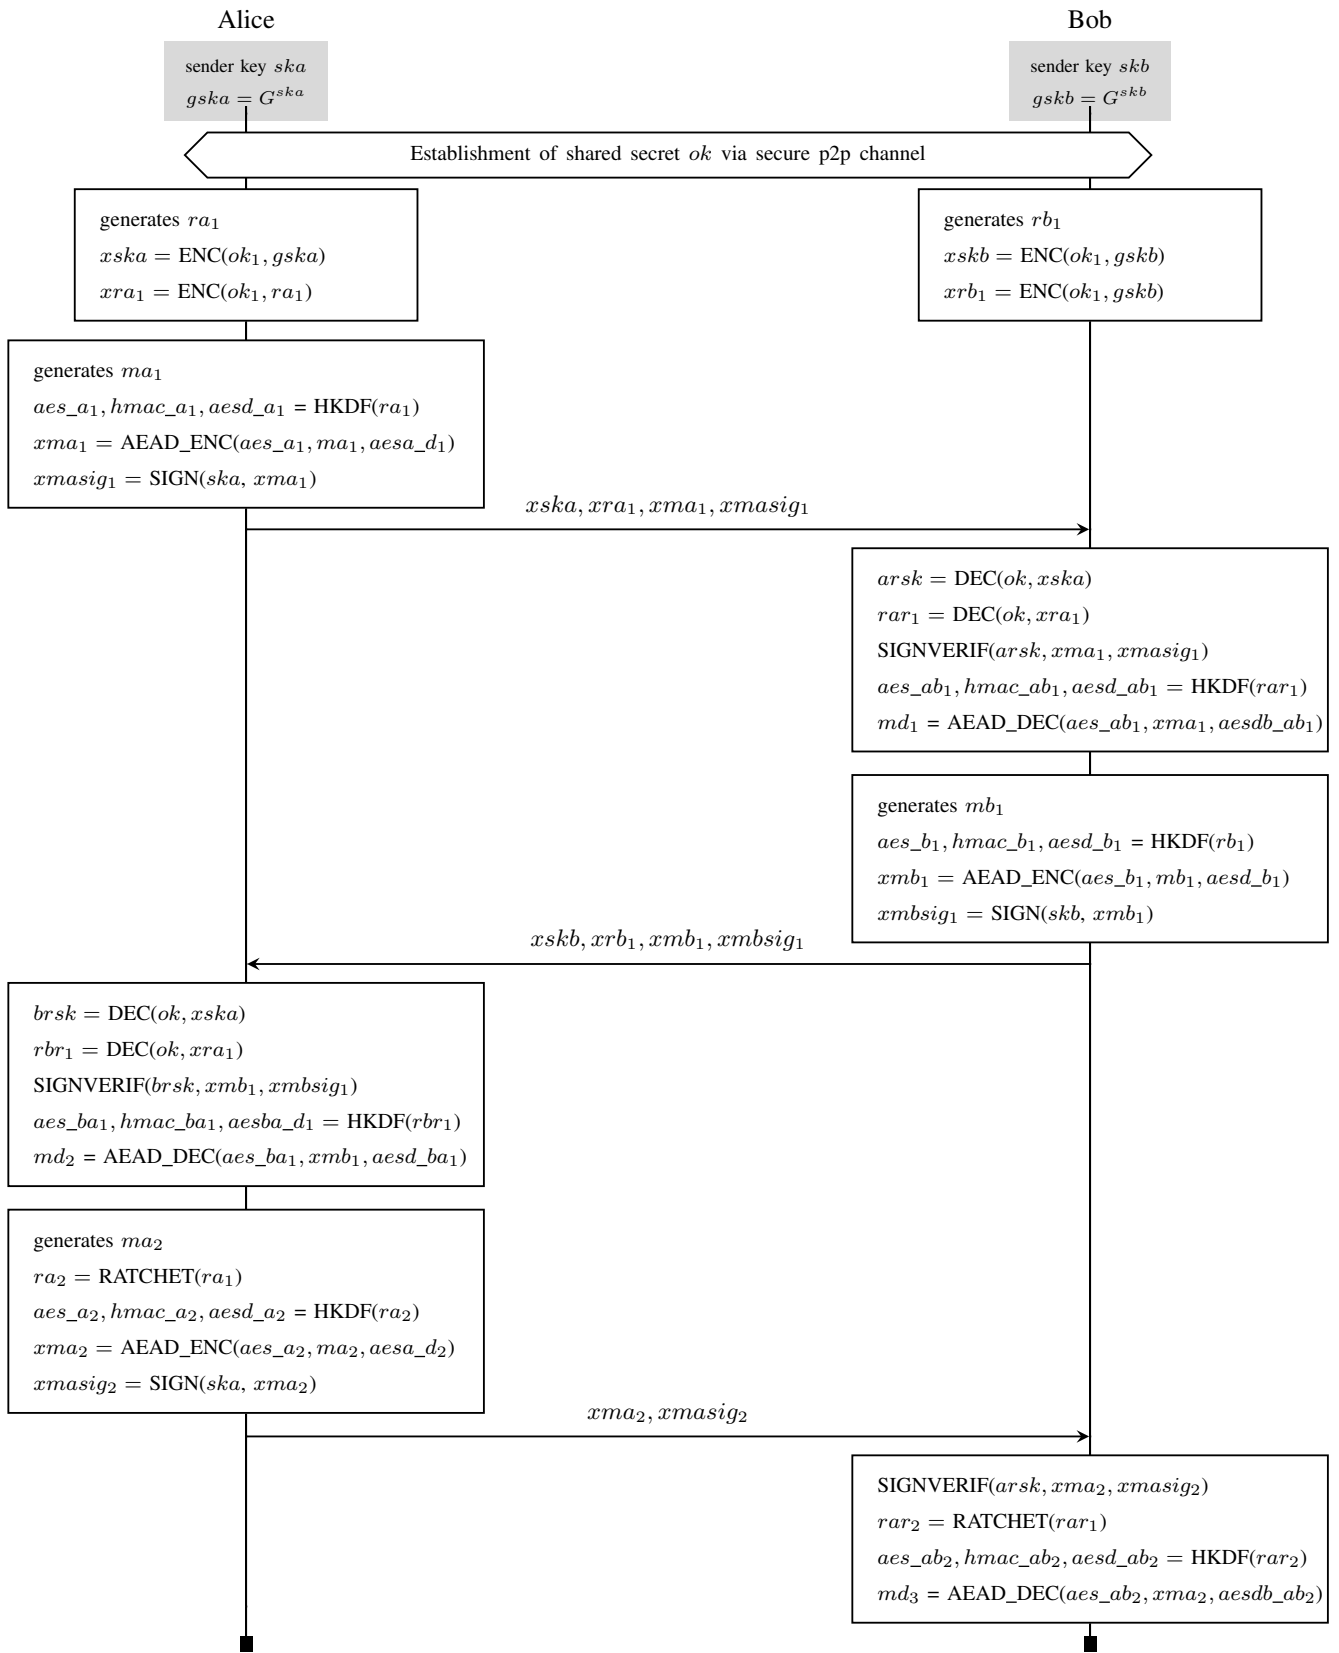 Alice
Bob
sender key ska
gska = G^ska
sender key skb
gskb = G^skb
Establishment of shared secret ok via secure p2p channel
generates ra₁
xska = ENC(ok₁, gska)
xra₁ = ENC(ok₁, ra₁)
generates rb₁
xskb = ENC(ok₁, gskb)
xrb₁ = ENC(ok₁, gskb)
generates ma₁
aes_a₁, hmac_a₁, aesd_a₁ = HKDF(ra₁)
xma₁ = AEAD_ENC(aes_a₁, ma₁, aesa_d₁)
xmasig₁ = SIGN(ska, xma₁)
xska, xra₁, xma₁, xmasig₁
arsk = DEC(ok, xska)
rar₁ = DEC(ok, xra₁)
SIGNVERIF(arsk, xma₁, xmasig₁)
aes_ab₁, hmac_ab₁, aesd_ab₁ = HKDF(rar₁)
md₁ = AEAD_DEC(aes_ab₁, xma₁, aesdb_ab₁)
generates mb₁
aes_b₁, hmac_b₁, aesd_b₁ = HKDF(rb₁)
xmb₁ = AEAD_ENC(aes_b₁, mb₁, aesd_b₁)
xmbsig₁ = SIGN(skb, xmb₁)
xskb, xrb₁, xmb₁, xmbsig₁
brsk = DEC(ok, xska)
rbr₁ = DEC(ok, xra₁)
SIGNVERIF(brsk, xmb₁, xmbsig₁)
aes_ba₁, hmac_ba₁, aesba_d₁ = HKDF(rbr₁)
md₂ = AEAD_DEC(aes_ba₁, xmb₁, aesd_ba₁)
generates ma₂
ra₂ = RATCHET(ra₁)
aes_a₂, hmac_a₂, aesd_a₂ = HKDF(ra₂)
xma₂ = AEAD_ENC(aes_a₂, ma₂, aesa_d₂)
xmasig₂ = SIGN(ska, xma₂)
xma₂, xmasig₂
SIGNVERIF(arsk, xma₂, xmasig₂)
rar₂ = RATCHET(rar₁)
aes_ab₂, hmac_ab₂, aesd_ab₂ = HKDF(rar₂)
md₃ = AEAD_DEC(aes_ab₂, xma₂, aesdb_ab₂)